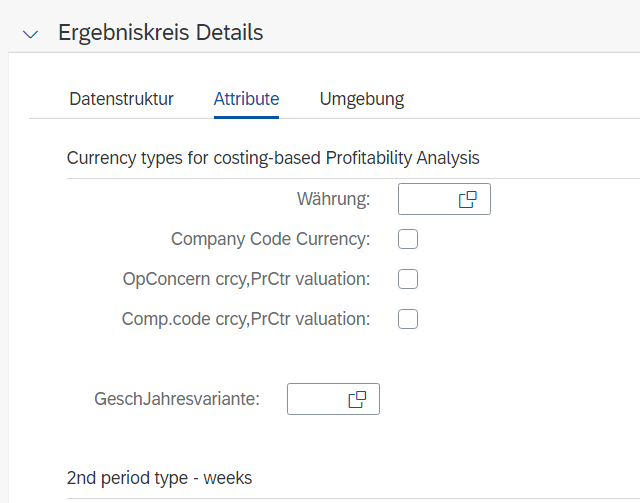 Ergebniskreis Details
Datenstruktur Attribute Umgebung
Currency types for costing-based Profitability Analysis
Währung:
Company Code Currency:
OpConcern crcy,PrCtr valuation:
Comp.code crcy,PrCtr valuation:
GeschJahresvariante:
2nd period type - weeks